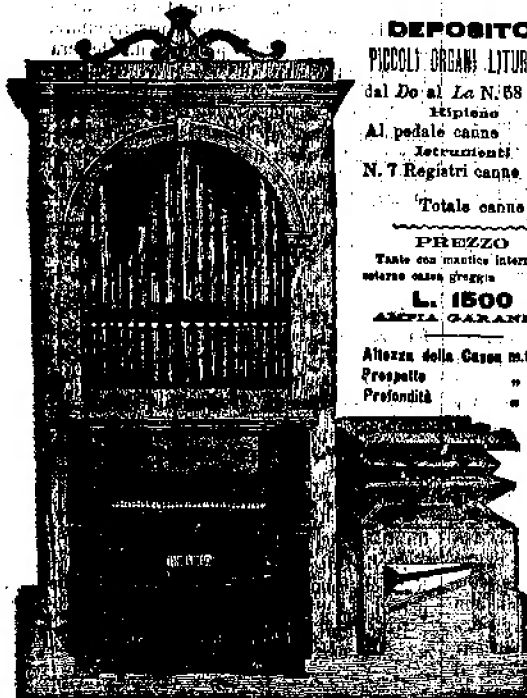 DEPOSITO
PICCOLI ORGANI LITUR
dal Do al La N. 58
Ripieno
Al pedale canne
Istrumenti
N. 7 Registri canne
Totale canne
PREZZO
Tanto con mantice intern
esterno cassa greggia
L. 1500
AMPIA GARANZ
Altezza della Cassa m.
Prospetto "
Profondità "